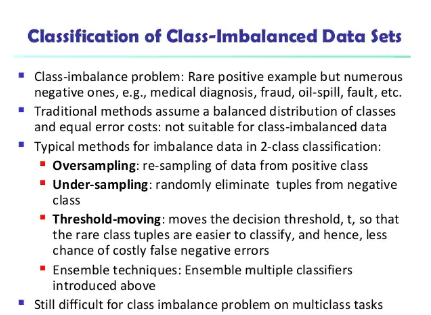 Classification of Class-Imbalanced Data Sets
Class-imbalance problem: Rare positive example but numerous
negative ones, e.g., medical diagnosis, fraud, oil-spill, fault, etc.
Traditional methods assume a balanced distribution of classes
and equal error costs: not suitable for class-imbalanced data
Typical methods for imbalance data in 2-class classification:
Oversampling: re-sampling of data from positive class
Under-sampling: randomly eliminate tuples from negative
class
Threshold-moving: moves the decision threshold, t, so that
the rare class tuples are easier to classify, and hence, less
chance of costly false negative errors
Ensemble techniques: Ensemble multiple classifiers
introduced above
Still difficult for class imbalance problem on multiclass tasks